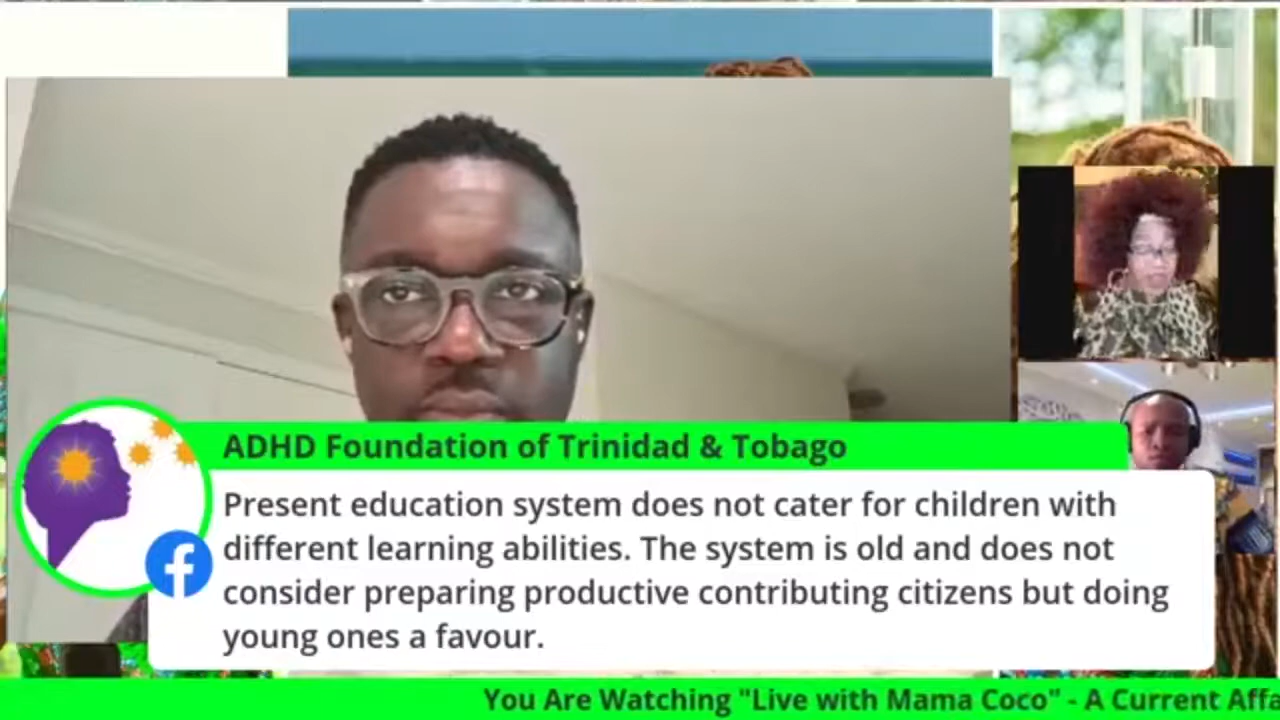 ADHD Foundation of Trinidad & Tobago
Present education system does not cater for children with
different learning abilities. The system is old and does not
consider preparing productive contributing citizens but doing
young ones a favour.
You Are Watching "Live with Mama Coco" - A Current Affa